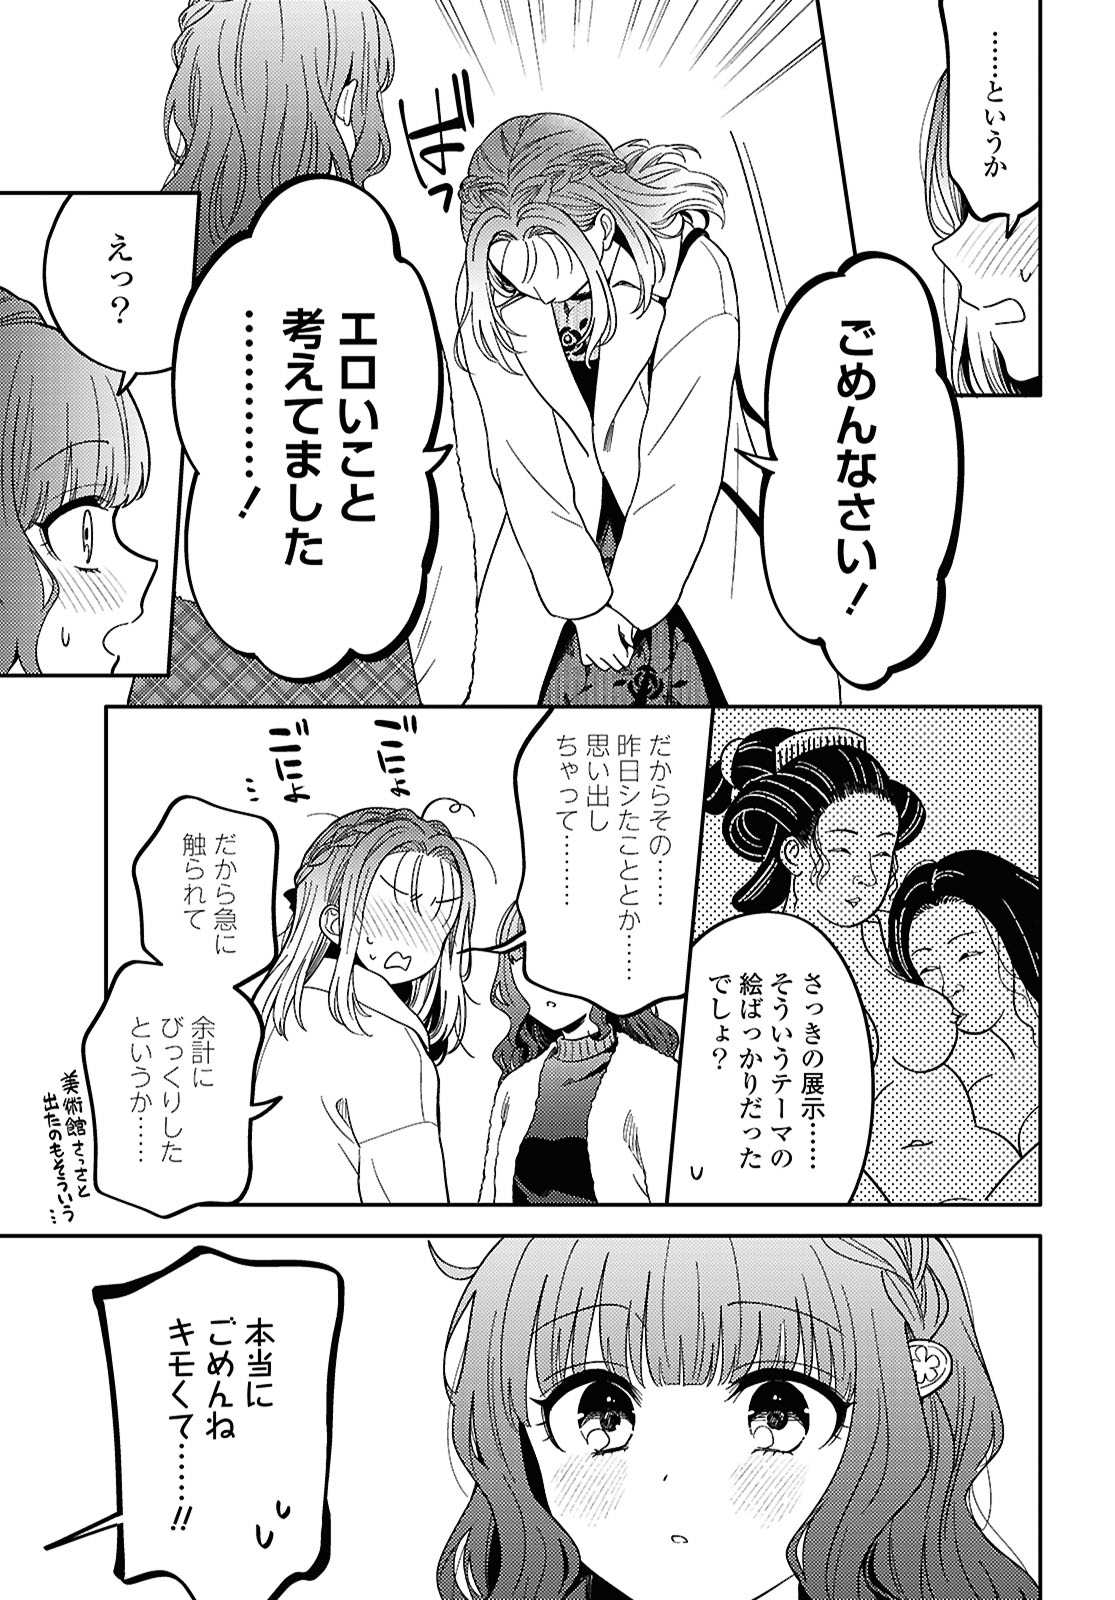 ……というか
ごめんなさい！
がばっ
エロいこと
考えてました
…………！
えっ？
さっきの展示……
そういうテーマの
絵ばっかりだった
でしょ？
だからその……
昨日シたこととか……
思い出し
ちゃって………
ごにょ
ごにょ
だから急に
触られて
余計に
びっくりした
というか……
美術館さっさと
出たのもそういう…
本当に
ごめんね
キモくて……!!